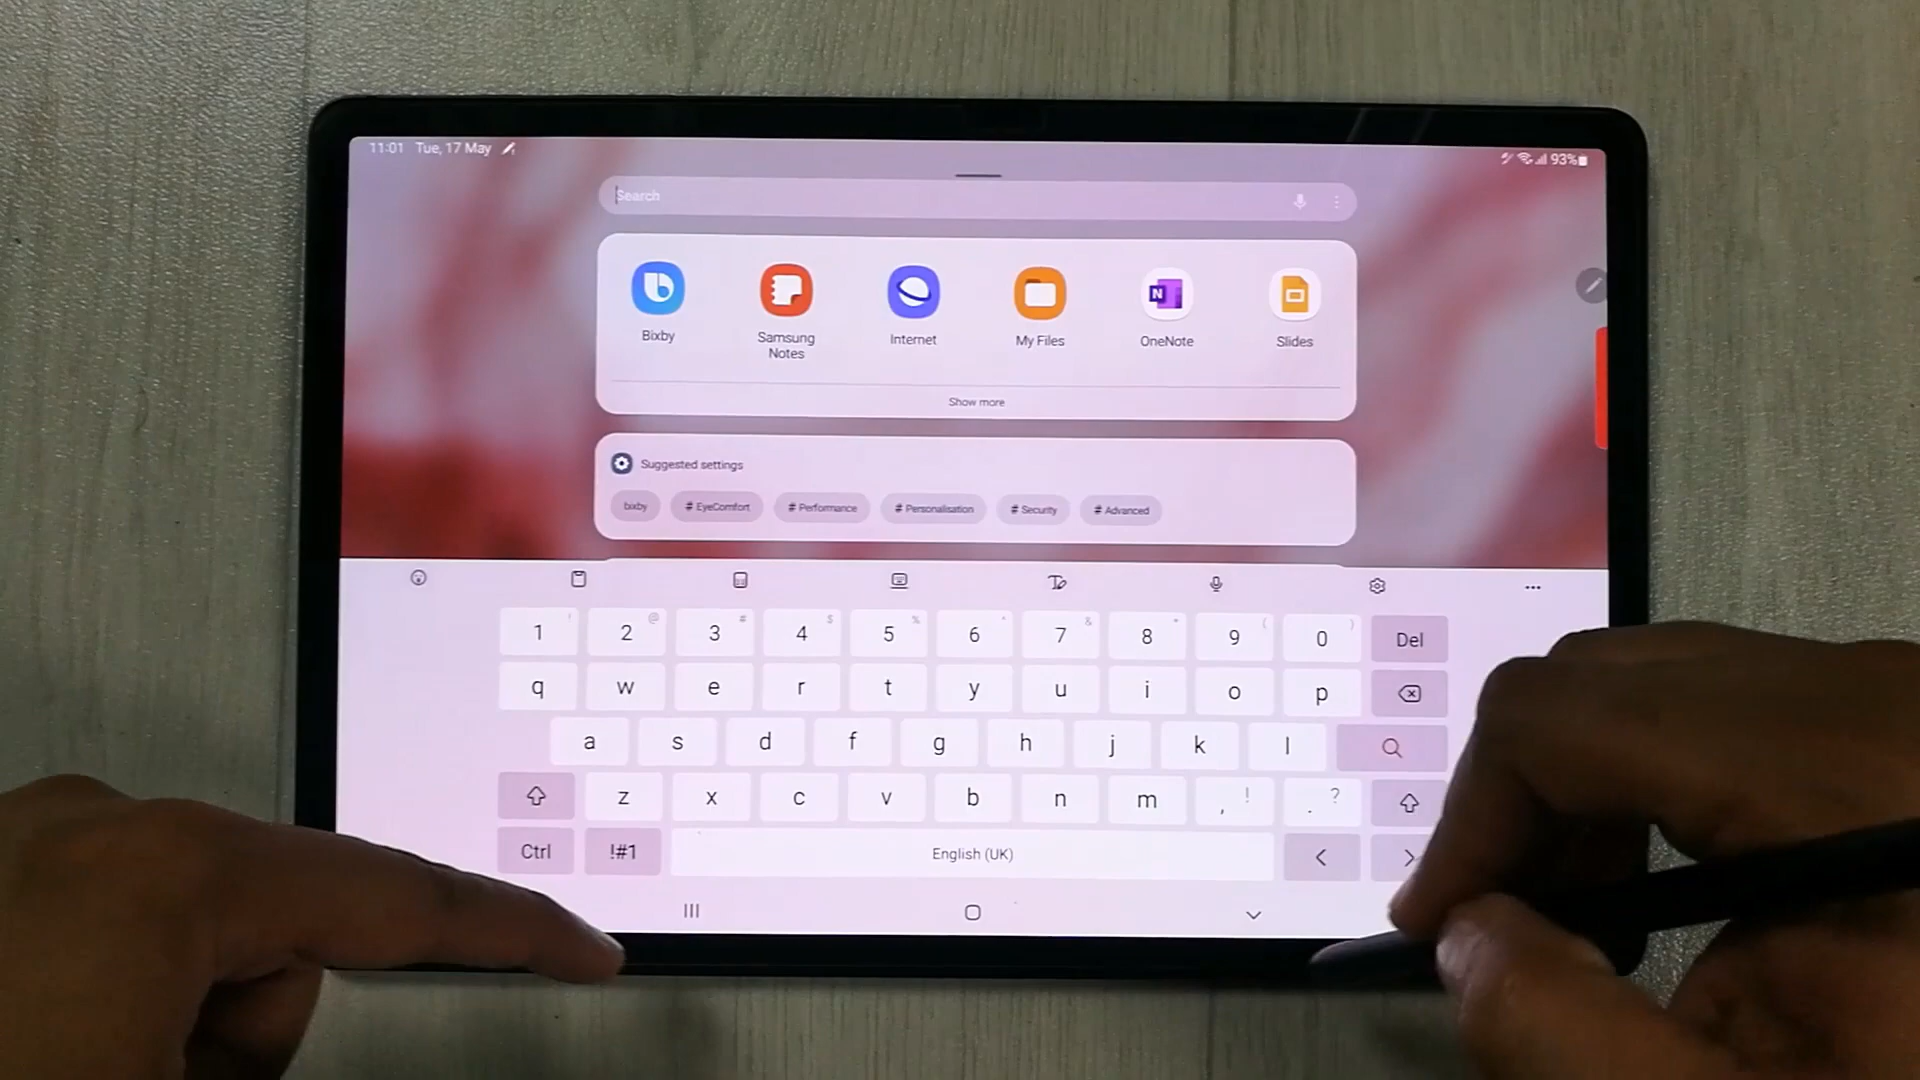 11:01 Tue, 17 May
93%
Search
Bixby
Samsung
Notes
Internet
My Files
OneNote
Slides
Show more
Suggested settings
bixby
# EyeComfort
# Performance
# Personalisation
# Security
# Advanced
1 ! 2 @ 3 # 4 $ 5 % 6 ^ 7 & 8 * 9 ( 0 ) Del
q w e r t y u i o p
a s d f g h j k l
z x c v b n m , ! . ?
Ctrl !#1 English (UK) < >